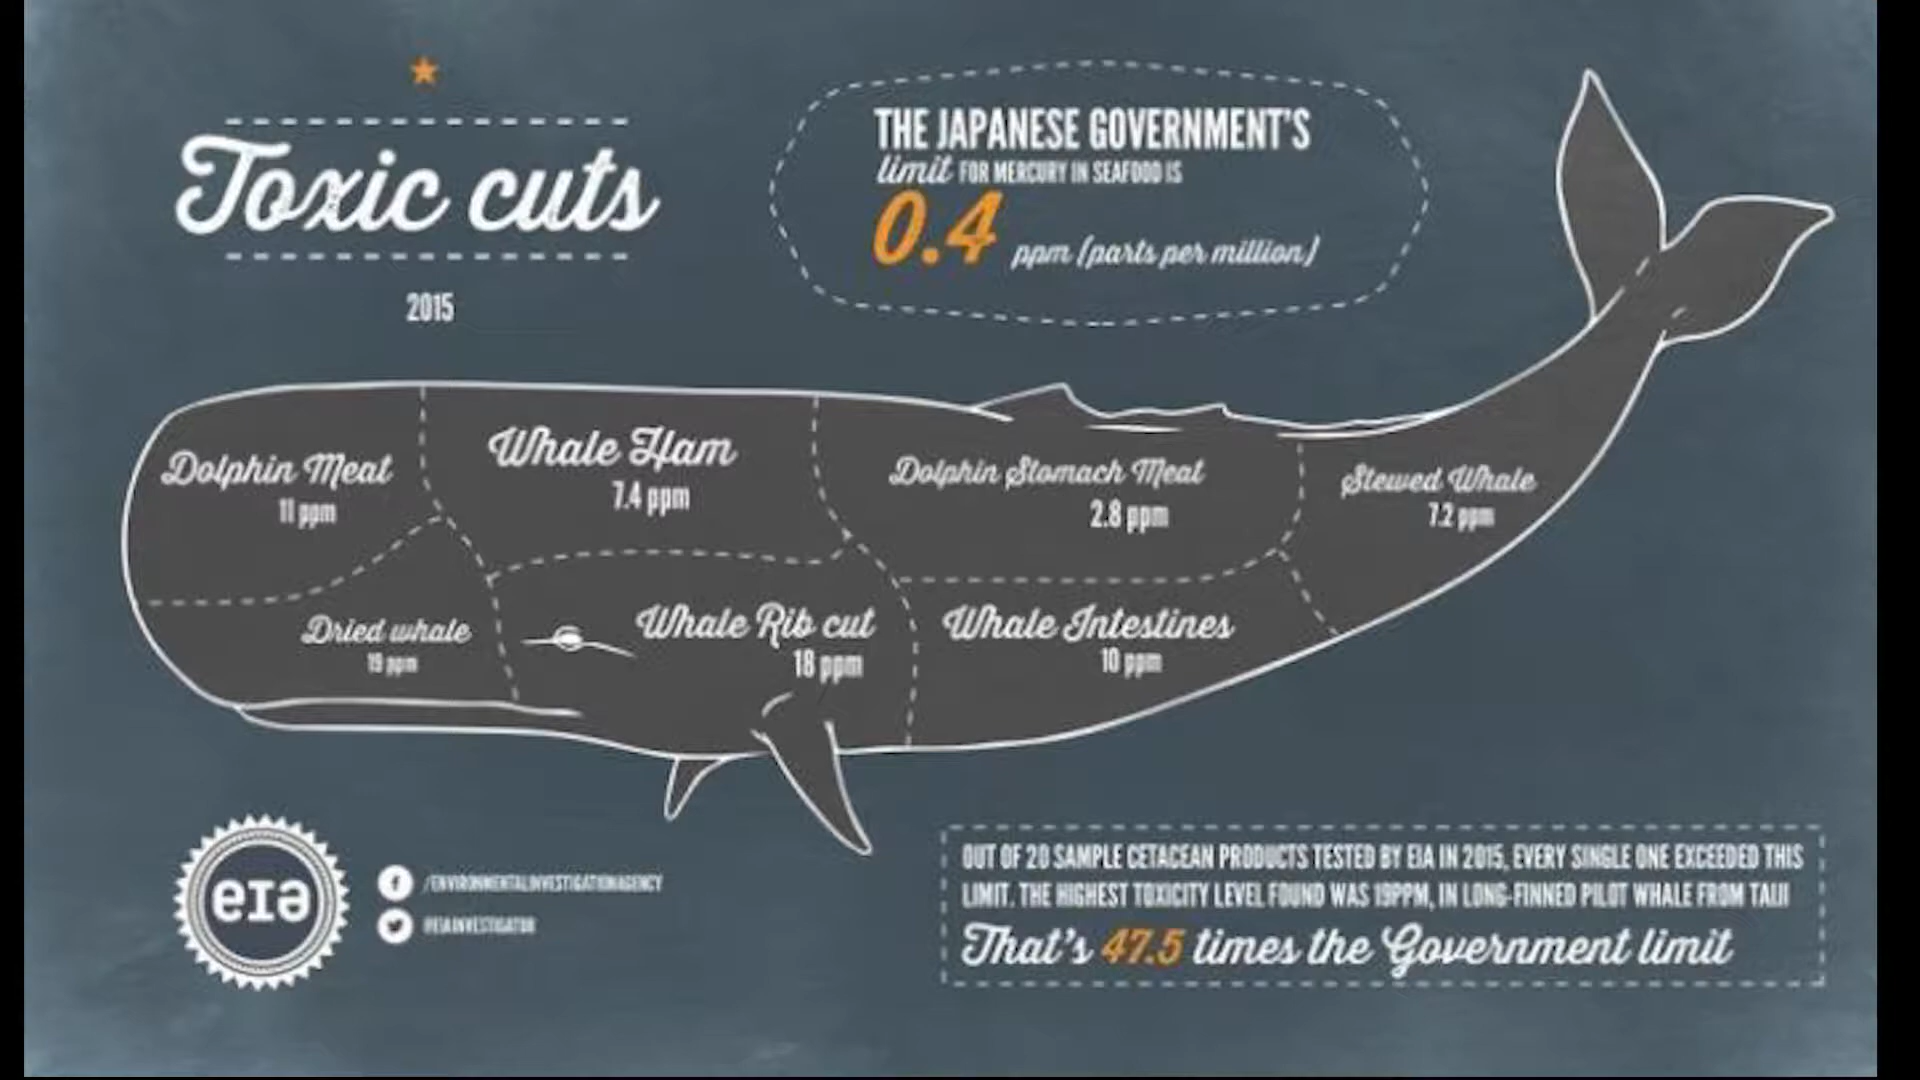 Toxic cuts
2015
THE JAPANESE GOVERNMENT'S
limit FOR MERCURY IN SEAFOOD IS
0.4 ppm (parts per million)
Dolphin Meat
11 ppm
Whale Ham
7.4 ppm
Dolphin Stomach Meat
2.8 ppm
Stewed Whale
7.2 ppm
Dried whale
19 ppm
Whale Rib cut
18 ppm
Whale Intestines
10 ppm
eia
/ENVIRONMENTALINVESTIGATIONAGENCY
@EIAINVESTIGATOR
OUT OF 20 SAMPLE CETACEAN PRODUCTS TESTED BY EIA IN 2015, EVERY SINGLE ONE EXCEEDED THIS
LIMIT. THE HIGHEST TOXICITY LEVEL FOUND WAS 19PPM, IN LONG-FINNED PILOT WHALE FROM TAIJI
That's 47.5 times the Government limit